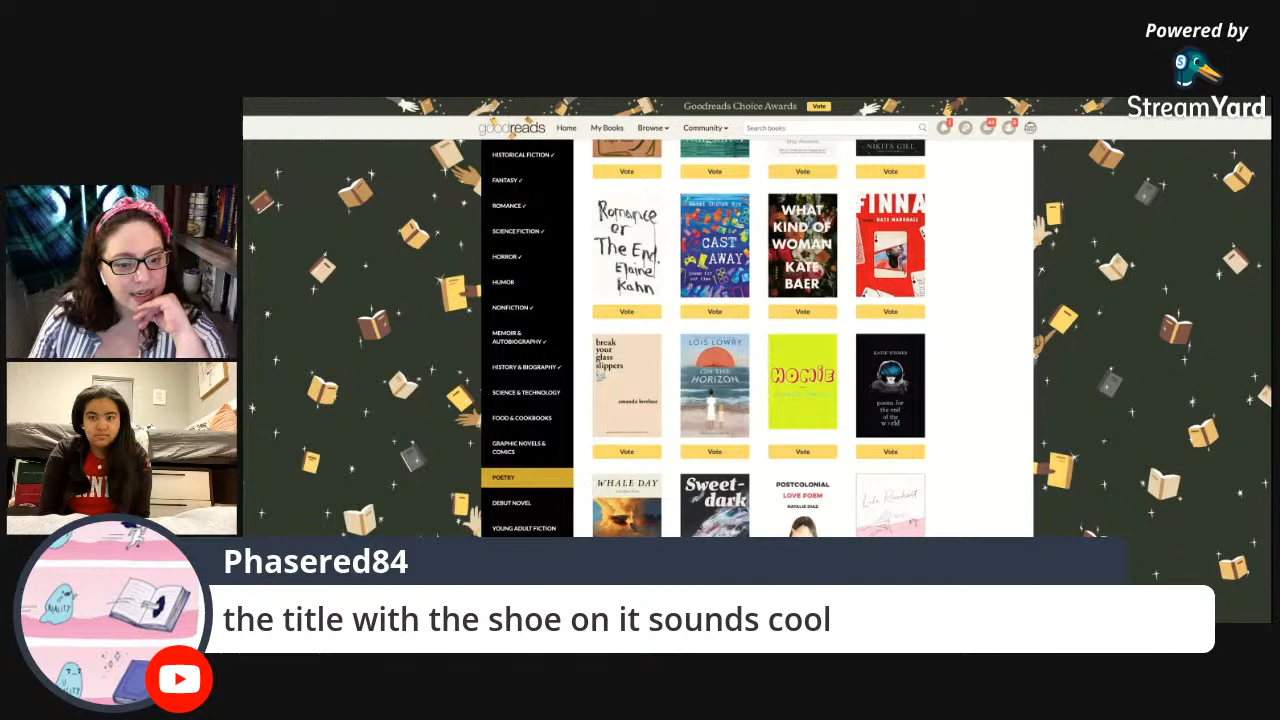 Powered by
StreamYard
Goodreads Choice Awards Vote
goodreads Home My Books Browse Community Search books
HISTORICAL FICTION ✓
FANTASY ✓
ROMANCE ✓
SCIENCE FICTION ✓
HORROR ✓
HUMOR
NONFICTION ✓
MEMOIR &
AUTOBIOGRAPHY ✓
HISTORY & BIOGRAPHY ✓
SCIENCE & TECHNOLOGY
FOOD & COOKBOOKS
GRAPHIC NOVELS &
COMICS
POETRY
DEBUT NOVEL
YOUNG ADULT FICTION
NIKITA GILL
Vote Vote Vote Vote
Romance
or
The End
Elaine
Kahn
CAST
AWAY
WHAT
KIND OF
WOMAN
KATE
BAER
FINNA
NATE MARSHALL
Vote Vote Vote Vote
break
your
glass
slippers
amanda lovelace
LOIS LOWRY
ON THE
HORIZON
HOMIE
poems for
the end
of the
world
Vote Vote Vote Vote
WHALE DAY
Sweet-
dark
POSTCOLONIAL
LOVE POEM
NATALIE DIAZ
Phasered84
the title with the shoe on it sounds cool